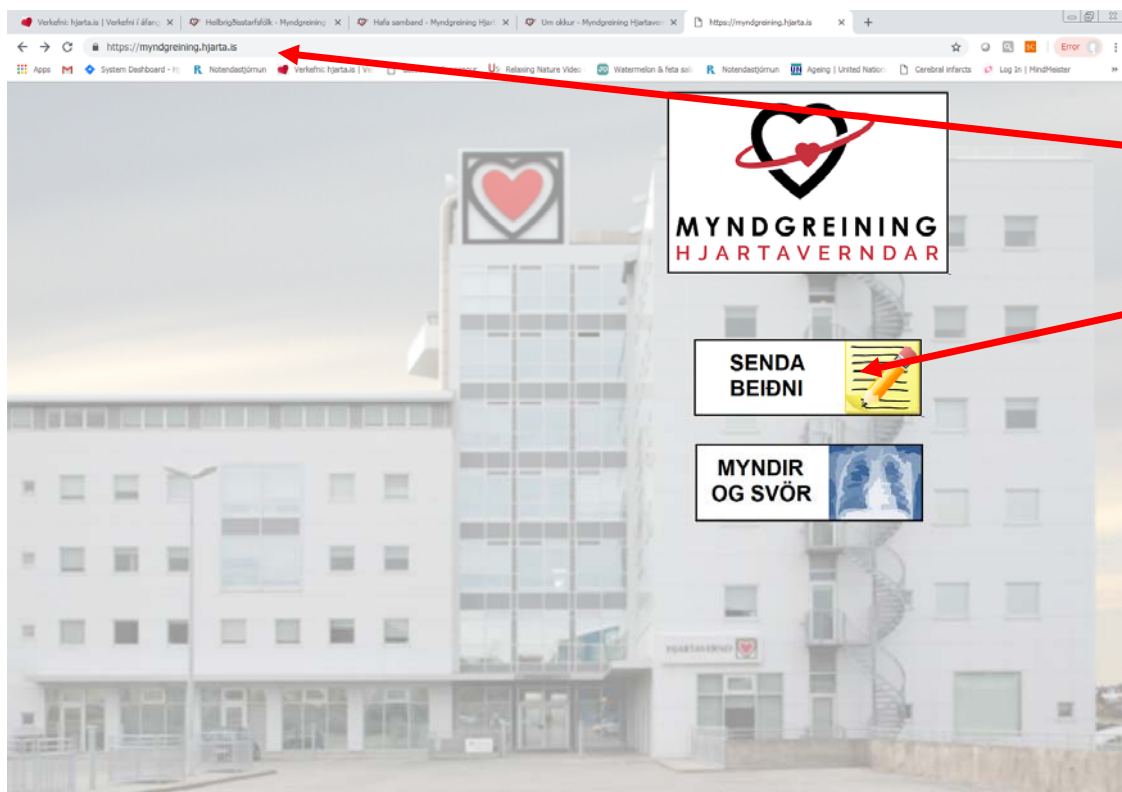 Verkefni: hjarta.is | Verkefni í áfang
Heilbrigðisstarfsfólk - Myndgreining
Hafa samband - Myndgreining Hjart
Um okkur - Myndgreining Hjartaver
https://myndgreining.hjarta.is
https://myndgreining.hjarta.is
Error
Apps
System Dashboard - Hj
Notendastjórnun
Verkefni: hjarta.is | Ve
Relaxing Nature Video
Watermelon & feta sal
Notendastjórnun
Ageing | United Nation
Cerebral infarcts
Log In | MindMeister
MYNDGREINING
HJARTAVERNDAR
SENDA
BEIÐNI
MYNDIR
OG SVÖR
HJARTAVERND